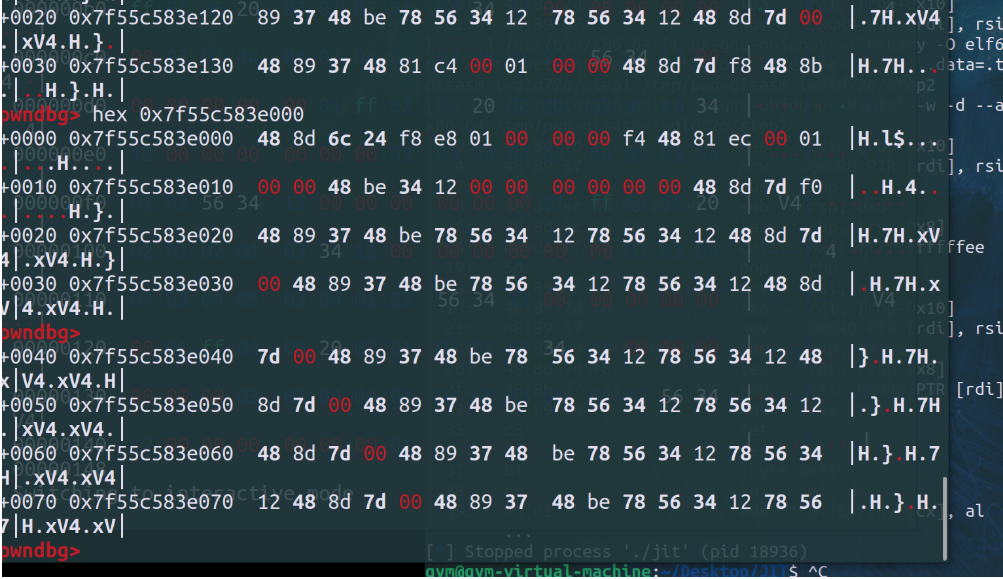 +0020 0x7f55c583e120 89 37 48 be 78 56 34 12 78 56 34 12 48 8d 7d 00 |.7H.xV4
.|xV4.H.}.|
+0030 0x7f55c583e130 48 89 37 48 81 c4 00 01 00 00 48 8d 7d f8 48 8b |H.7H...
.|..H.}.H.|
pwndbg> hex 0x7f55c583e000
+0000 0x7f55c583e000 48 8d 6c 24 f8 e8 01 00 00 00 f4 48 81 ec 00 01 |H.l$...
.|...H....|
+0010 0x7f55c583e010 00 00 48 be 34 12 00 00 00 00 00 00 48 8d 7d f0 |..H.4..
.|....H.}.|
+0020 0x7f55c583e020 48 89 37 48 be 78 56 34 12 78 56 34 12 48 8d 7d |H.7H.xV
4|.xV4.H.}|
+0030 0x7f55c583e030 00 48 89 37 48 be 78 56 34 12 78 56 34 12 48 8d |.H.7H.x
V|4.xV4.H.|
pwndbg>
+0040 0x7f55c583e040 7d 00 48 89 37 48 be 78 56 34 12 78 56 34 12 48 |}.H.7H.
x|V4.xV4.H|
+0050 0x7f55c583e050 8d 7d 00 48 89 37 48 be 78 56 34 12 78 56 34 12 |.}.H.7H
.|xV4.xV4.|
+0060 0x7f55c583e060 48 8d 7d 00 48 89 37 48 be 78 56 34 12 78 56 34 |H.}.H.7
H|.xV4.xV4|
+0070 0x7f55c583e070 12 48 8d 7d 00 48 89 37 48 be 78 56 34 12 78 56 |.H.}.H.
7|H.xV4.xV|
pwndbg>
[ ] Stopped process './jit' (pid 18936)
gym@gym-virtual-machine:~/Desktop/JIT$ ^C
x10]
], rsi
y -O elf6
.data=.t
p2
-w -d --a
x10]
rdi], rsi
x8]
fffffee
x10]
rdi], rsi
x8]
PTR [rdi]
cx], al